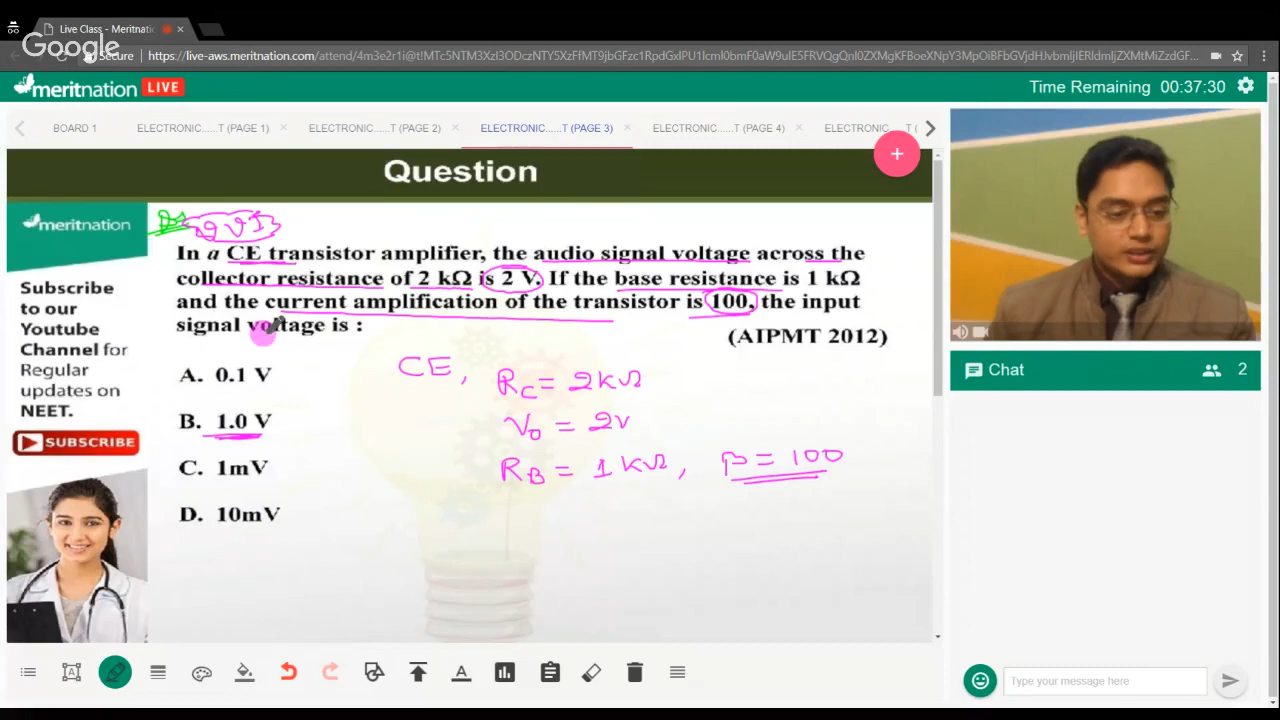 Live Class - Meritnati
Google
Secure https://live-aws.meritnation.com/attend/
meritnation LIVE
Time Remaining 00:37:30
BOARD 1
ELECTRONIC......T (PAGE 1)
ELECTRONIC......T (PAGE 2)
ELECTRONIC......T (PAGE 3)
ELECTRONIC......T (PAGE 4)
ELECTRONIC......T (
+
Question
meritnation
In a CE transistor amplifier, the audio signal voltage across the
collector resistance of 2 kΩ is 2 V. If the base resistance is 1 kΩ
and the current amplification of the transistor is 100, the input
signal voltage is :
(AIPMT 2012)
A. 0.1 V
B. 1.0 V
C. 1mV
D. 10mV
CE, RC = 2kΩ
V0 = 2V
RB = 1kΩ, β = 100
Subscribe
to our
Youtube
Channel for
Regular
updates on
NEET.
SUBSCRIBE
Chat
2
Type your message here
A
A